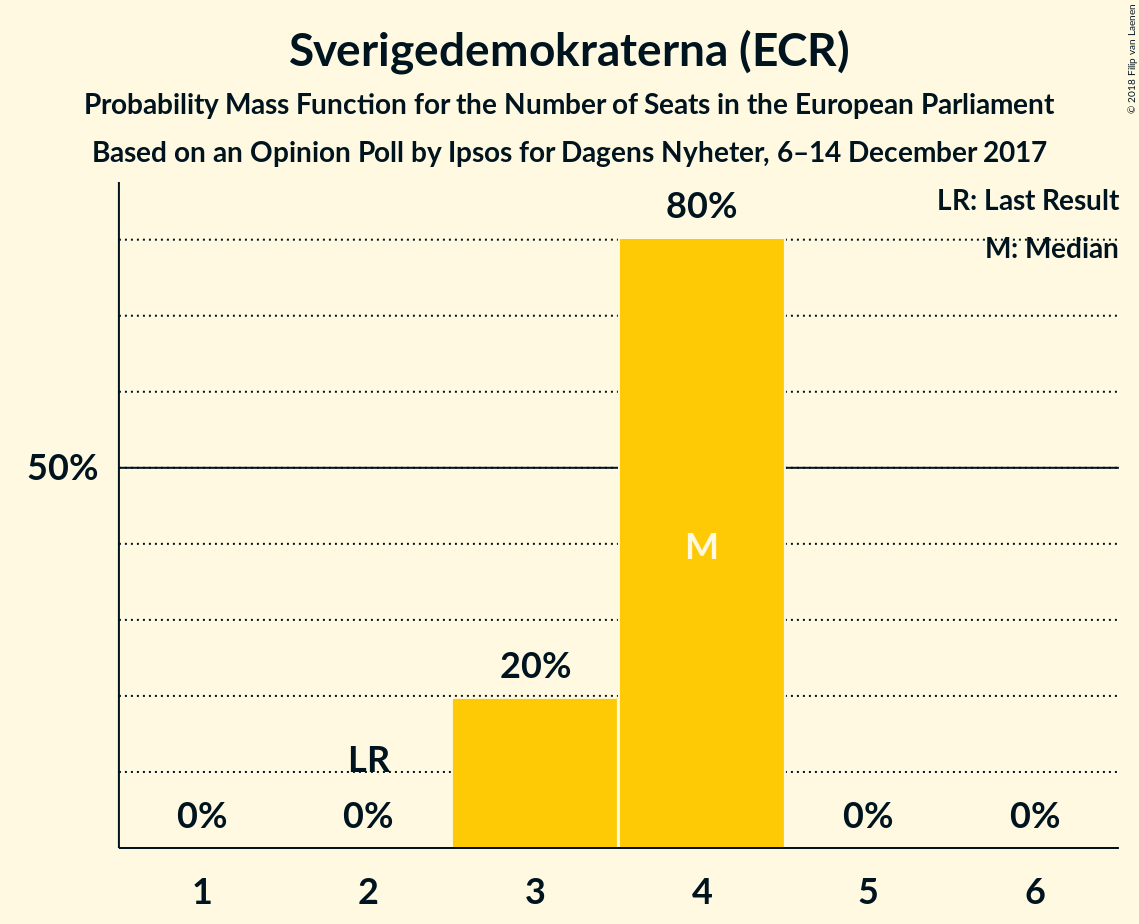 Sverigedemokraterna (ECR)
Probability Mass Function for the Number of Seats in the European Parliament
Based on an Opinion Poll by Ipsos for Dagens Nyheter, 6–14 December 2017
© 2018 Filip van Laenen
LR: Last Result
M: Median
80%
50%
M
20%
LR
0% 0% 0% 0%
1 2 3 4 5 6